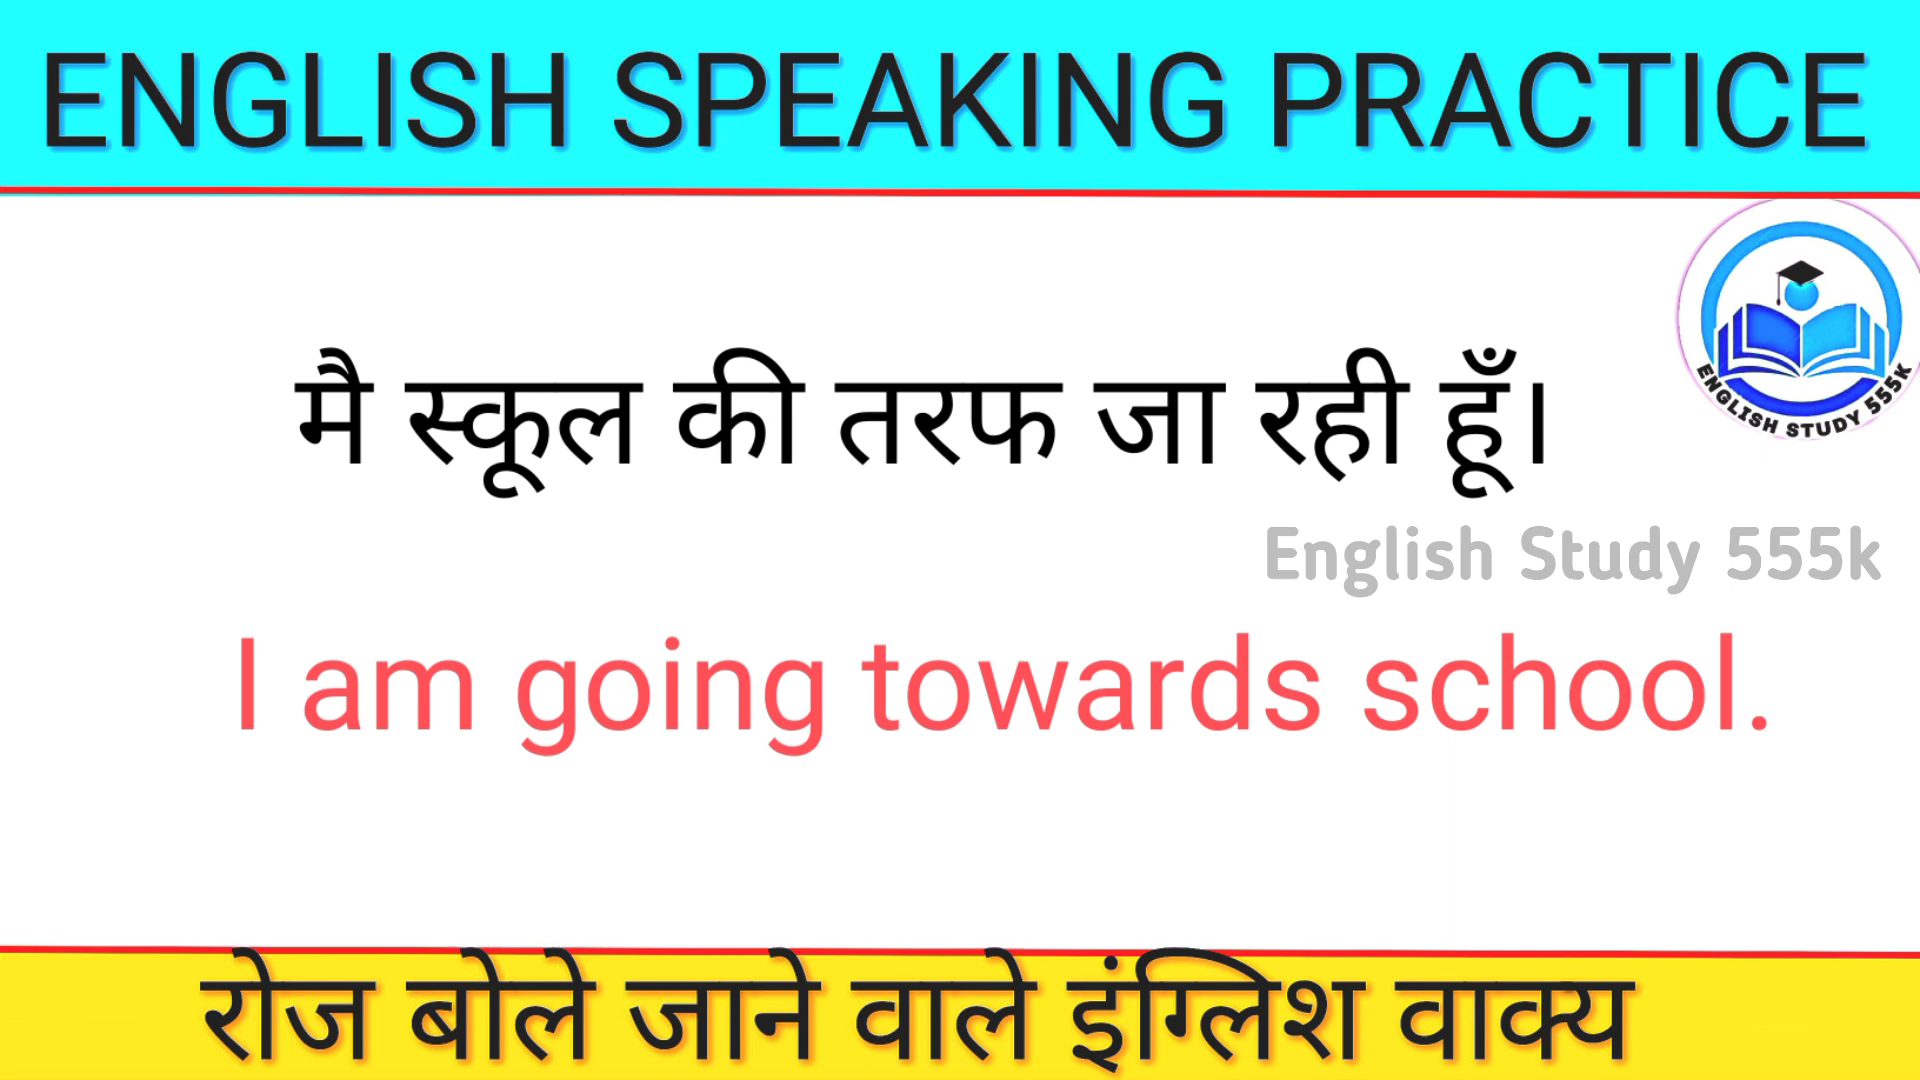 ENGLISH SPEAKING PRACTICE
मै स्कूल की तरफ जा रही हूँ।
ENGLISH STUDY 555K
English Study 555k
I am going towards school.
रोज बोले जाने वाले इंग्लिश वाक्य